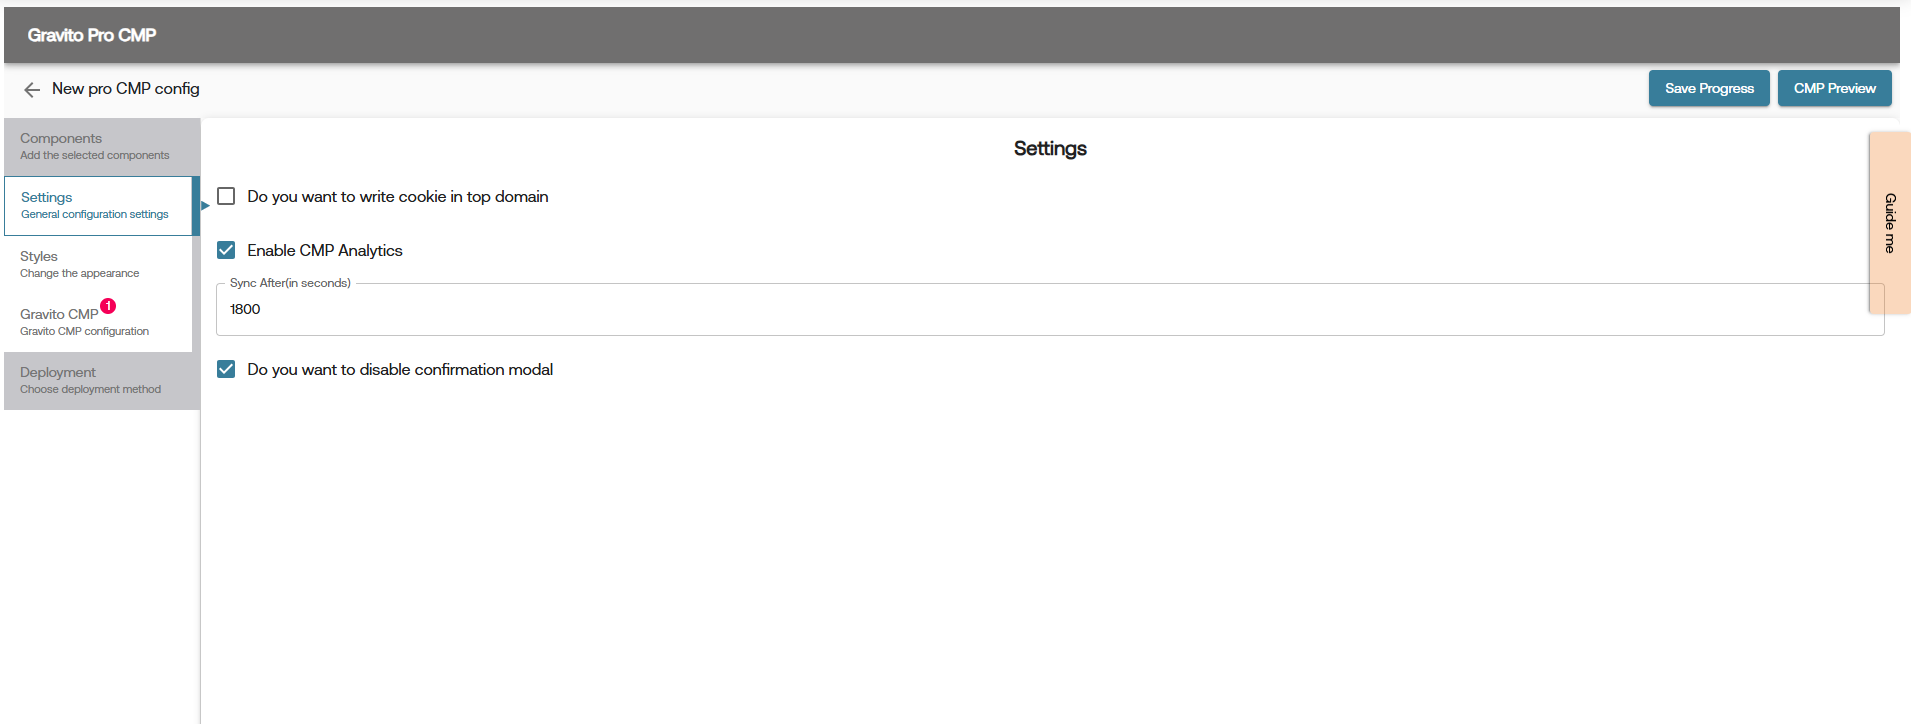 Gravito Pro CMP
New pro CMP config
Save Progress
CMP Preview
Components
Add the selected components
Settings
General configuration settings
Styles
Change the appearance
Gravito CMP 1
Gravito CMP configuration
Deployment
Choose deployment method
Settings
Do you want to write cookie in top domain
Enable CMP Analytics
Sync After(in seconds)
1800
Do you want to disable confirmation modal
Guide me